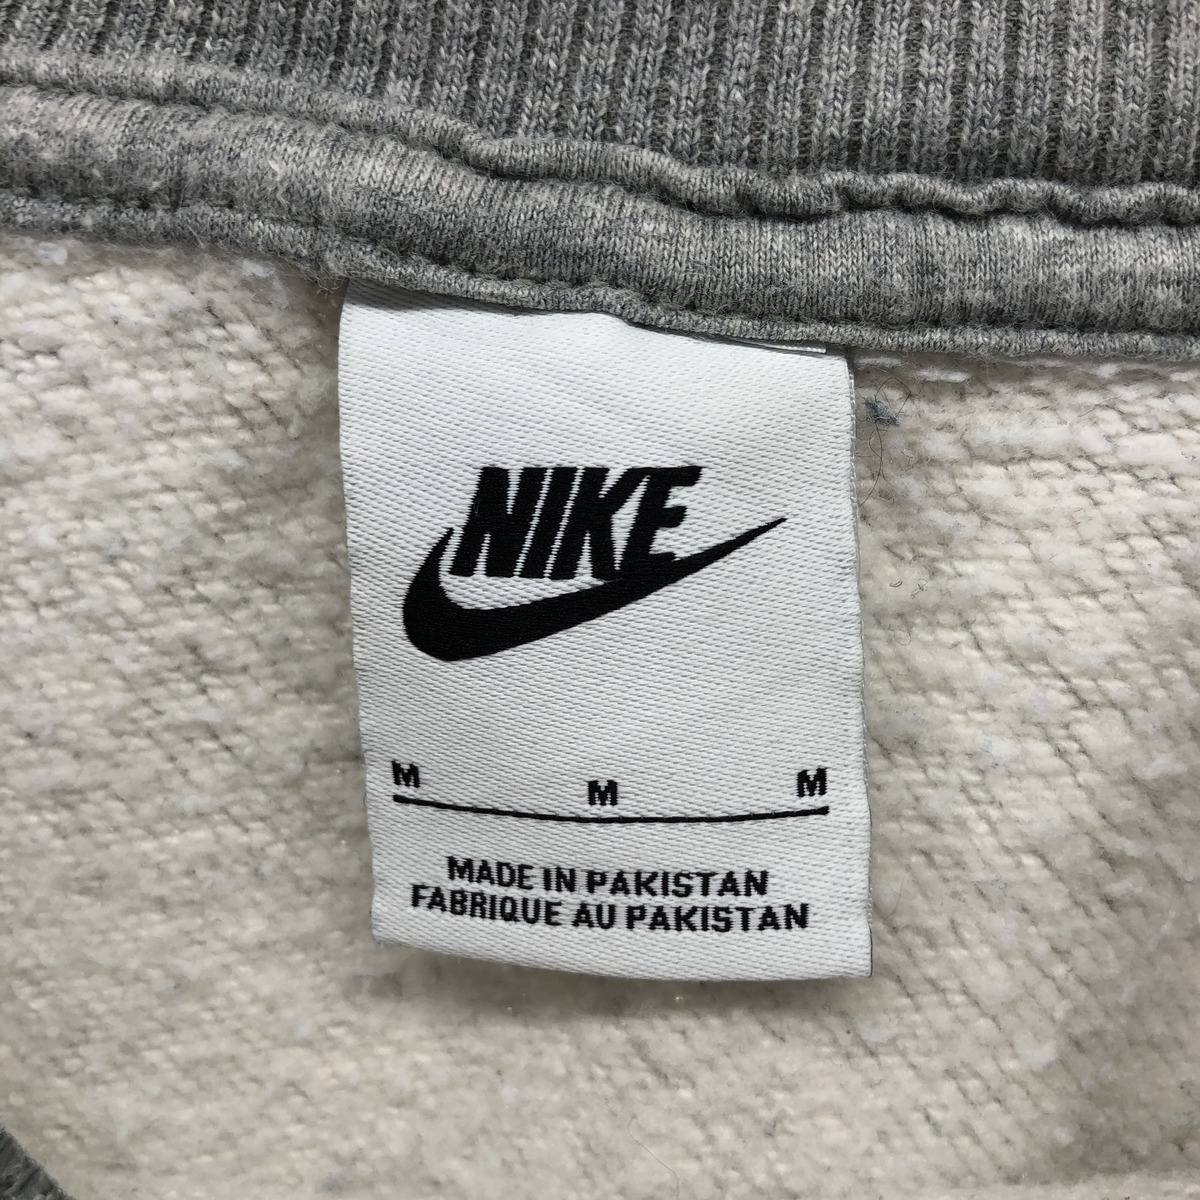 NIKE
M M M
MADE IN PAKISTAN
FABRIQUE AU PAKISTAN